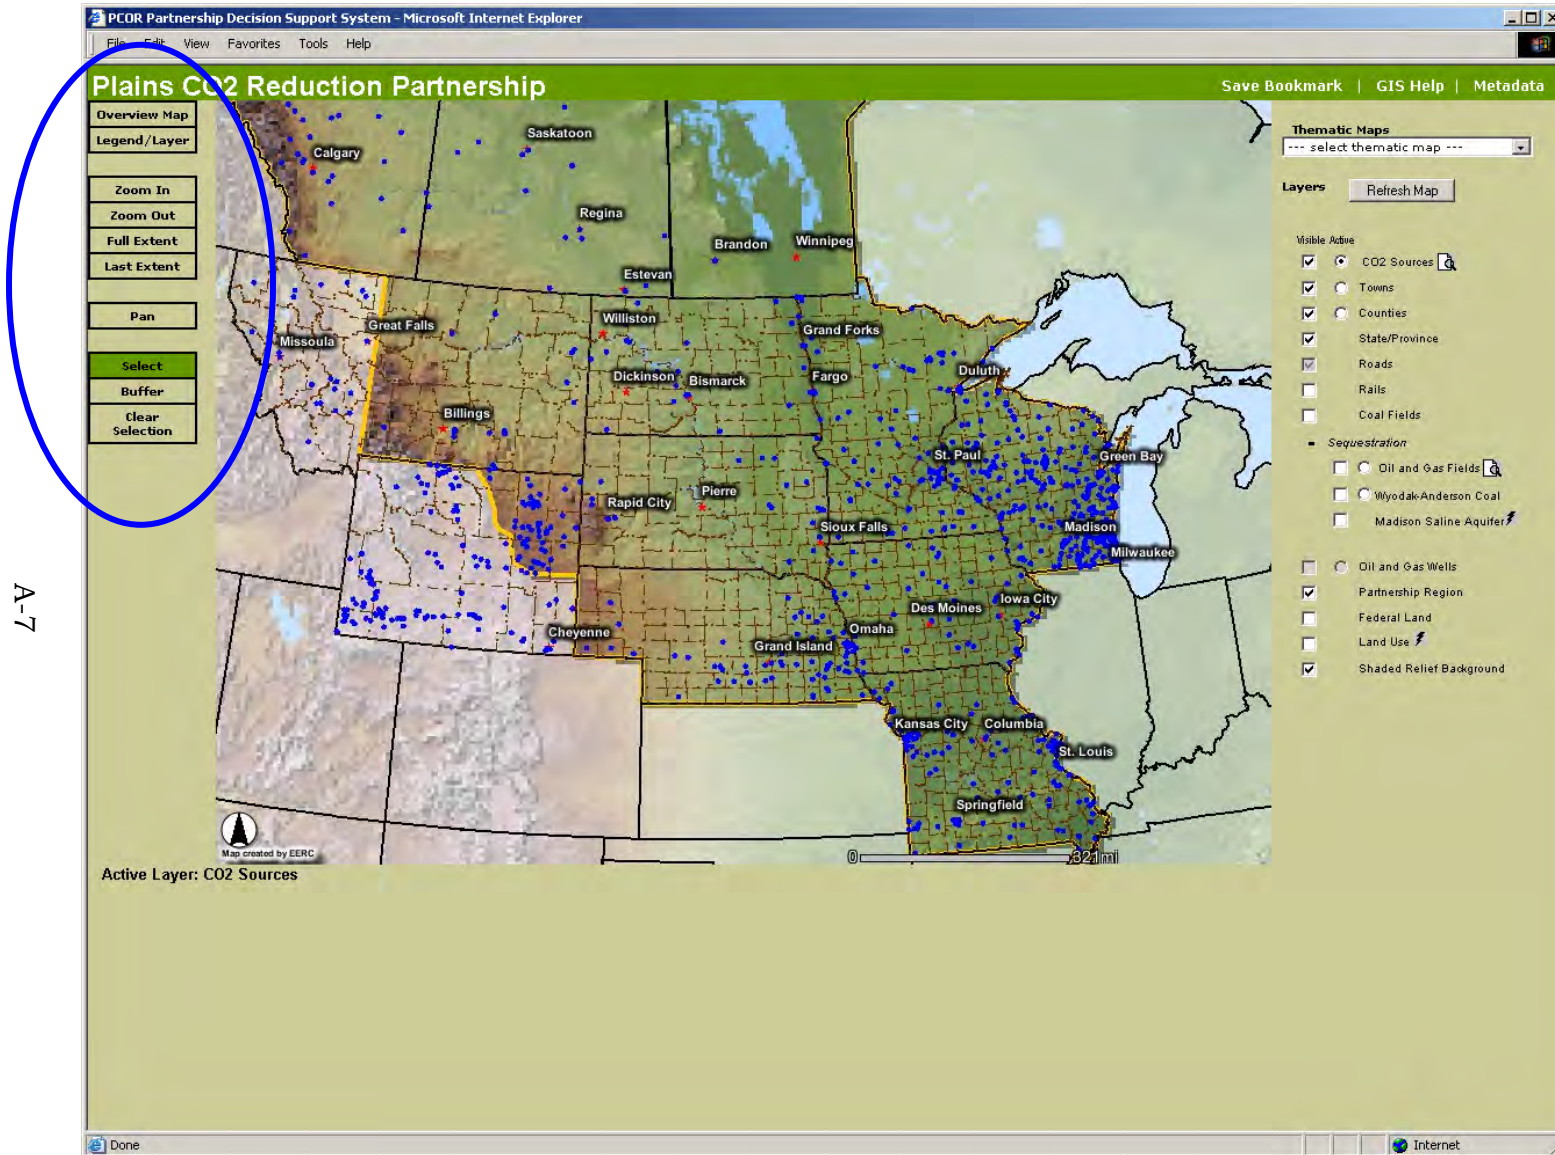 PCOR Partnership Decision Support System - Microsoft Internet Explorer
File Edit View Favorites Tools Help
Plains CO2 Reduction Partnership
Save Bookmark | GIS Help | Metadata
Overview Map
Legend/Layer
Zoom In
Zoom Out
Full Extent
Last Extent
Pan
Select
Buffer
Clear
Selection
Calgary
Saskatoon
Regina
Brandon
Winnipeg
Estevan
Williston
Great Falls
Missoula
Grand Forks
Dickinson
Bismarck
Fargo
Duluth
Billings
St. Paul
Green Bay
Rapid City
Pierre
Sioux Falls
Madison
Milwaukee
Cheyenne
Grand Island
Omaha
Des Moines
Iowa City
Kansas City
Columbia
St. Louis
Springfield
Map created by EERC
0 321mi
Active Layer: CO2 Sources
Thematic Maps
--- select thematic map ---
Layers
Refresh Map
Visible Active
CO2 Sources
Towns
Counties
State/Province
Roads
Rails
Coal Fields
Sequestration
Oil and Gas Fields
Wyodak-Anderson Coal
Madison Saline Aquifer
Oil and Gas Wells
Partnership Region
Federal Land
Land Use
Shaded Relief Background
A-7
Done
Internet